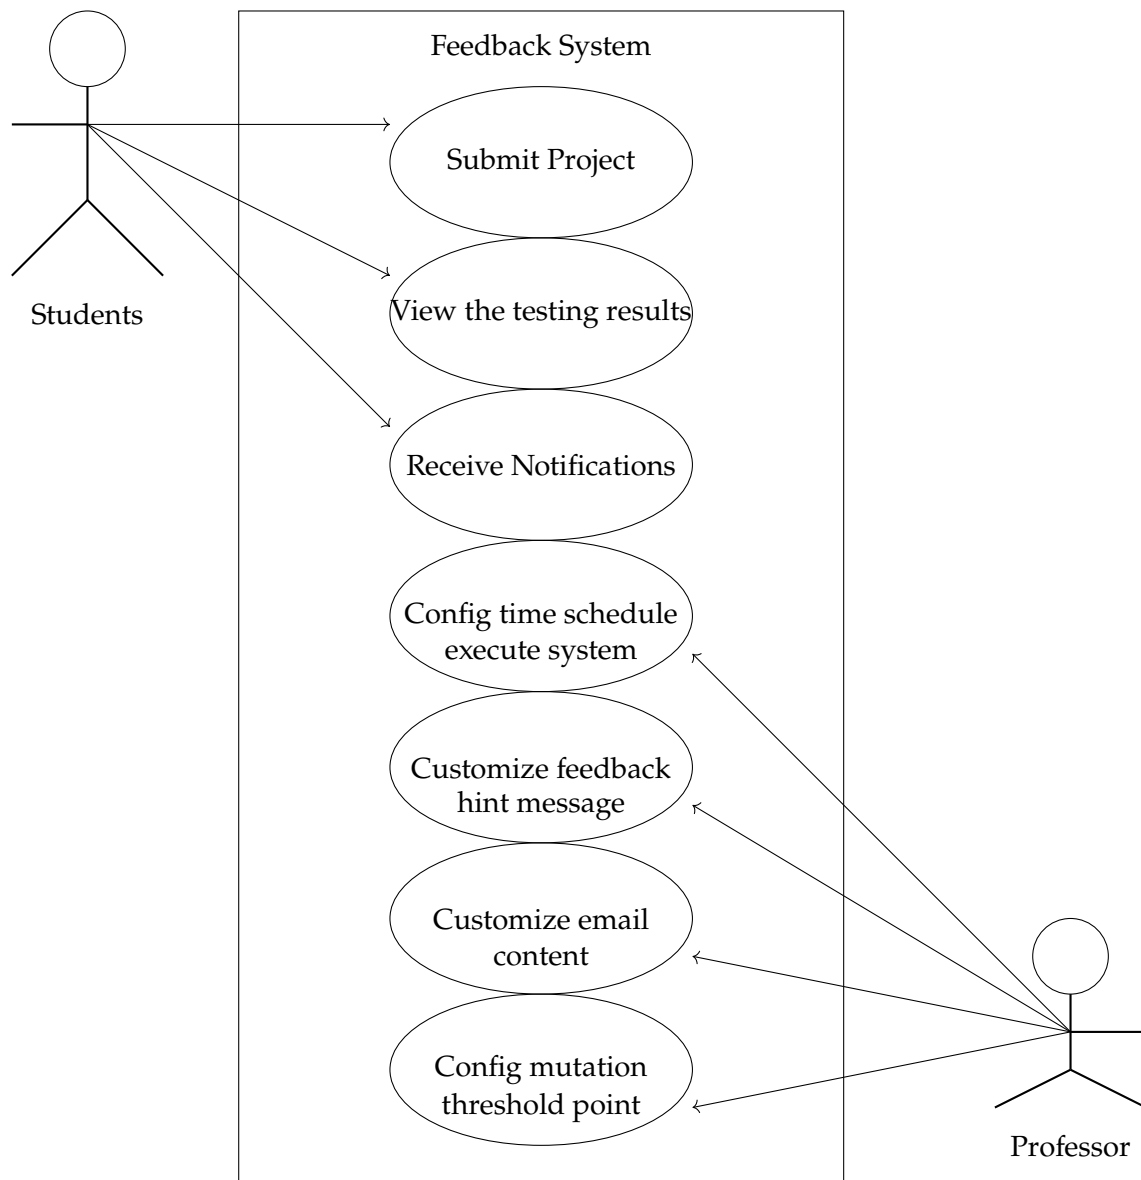 Feedback System
Submit Project
View the testing results
Students
Receive Notifications
Config time schedule
execute system
Customize feedback
hint message
Customize email
content
Config mutation
threshold point
Professor